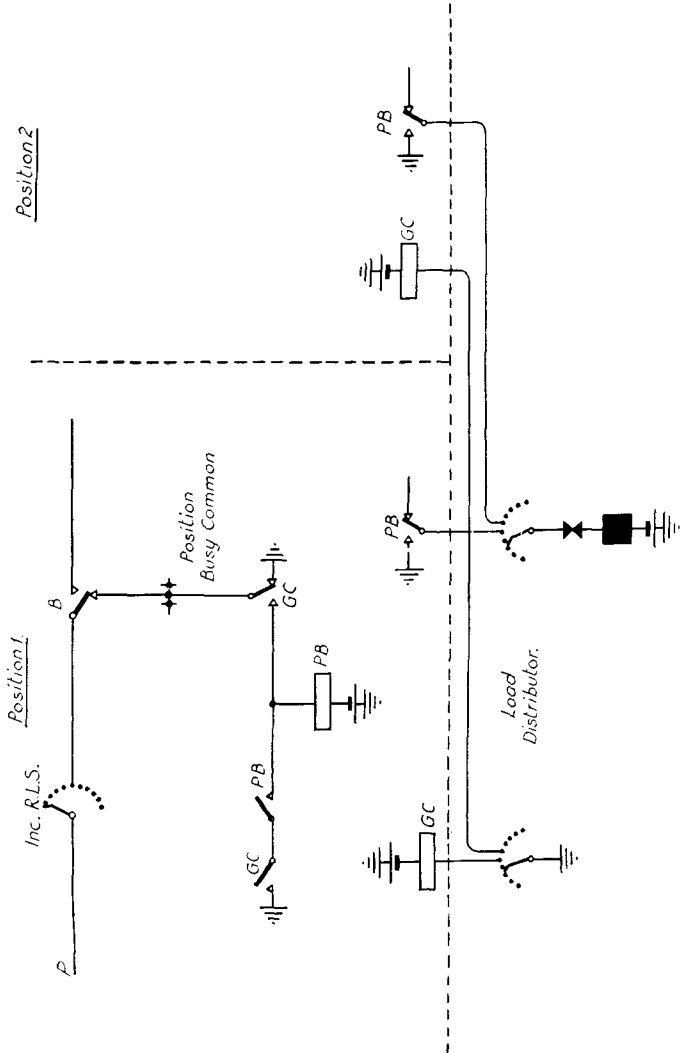 Position 1.
Position 2
P
Inc. R.L.S.
B
Position
Busy Common
GC
PB
GC
PB
GC
PB
GC
PB
Load
Distributor.